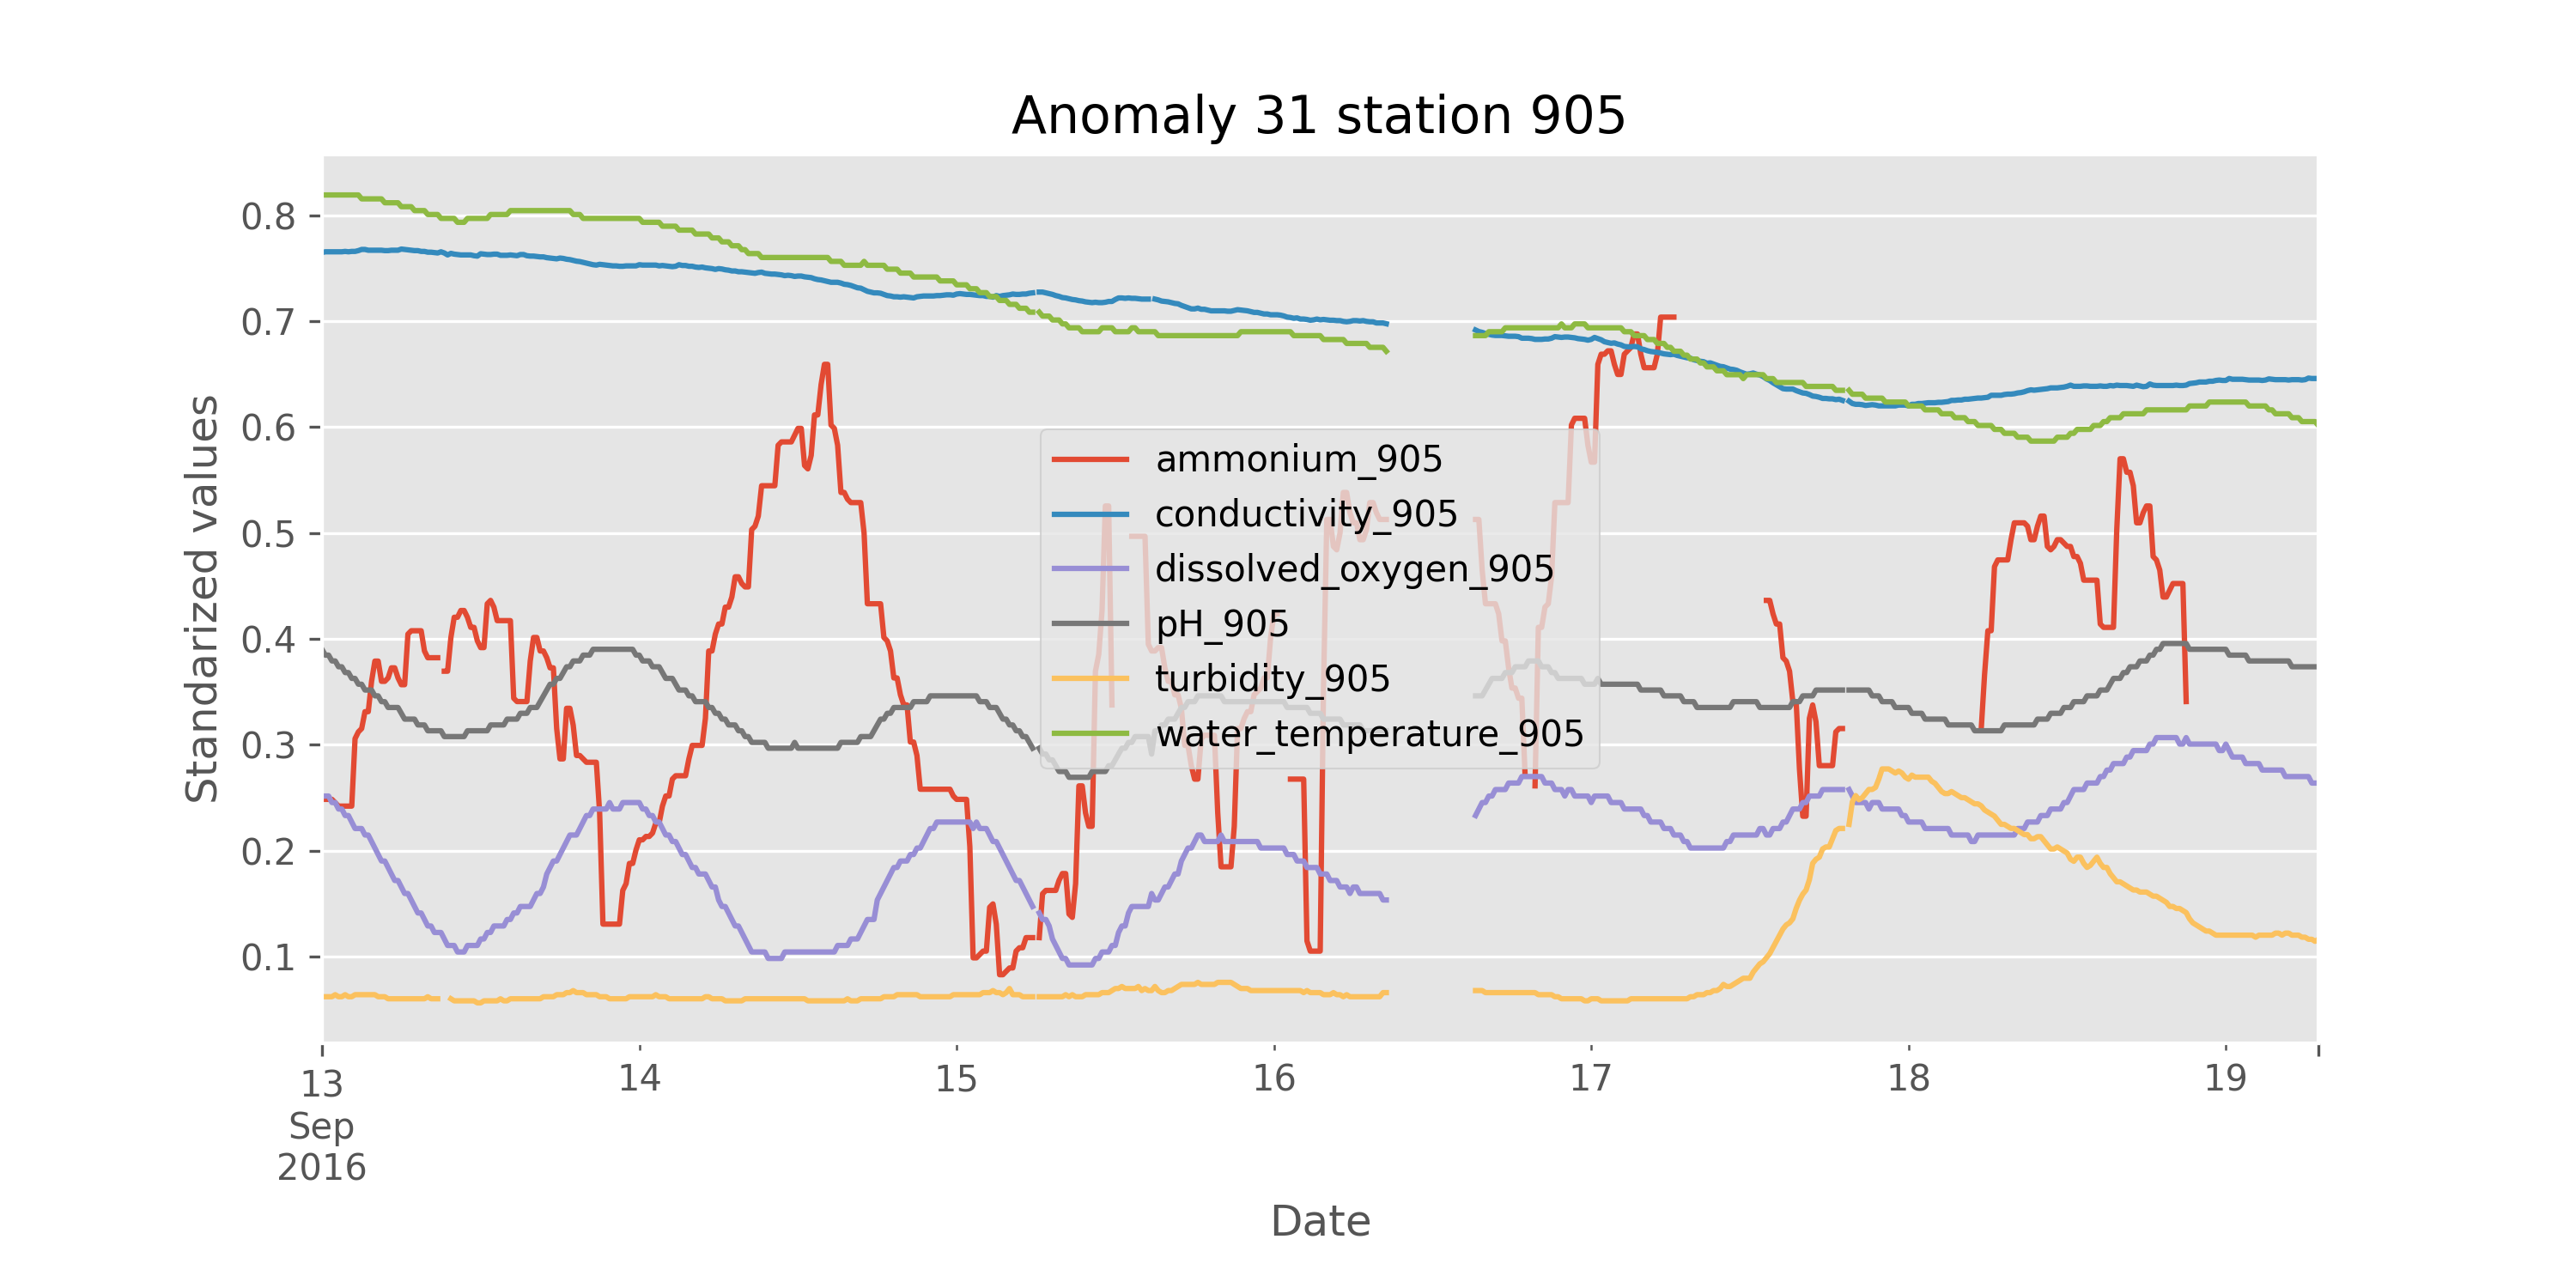 Anomaly 31 station 905
Standarized values
0.8
0.7
0.6
0.5
0.4
0.3
0.2
0.1
ammonium_905
conductivity_905
dissolved_oxygen_905
pH_905
turbidity_905
water_temperature_905
13 14 15 16 17 18 19
Sep
2016
Date